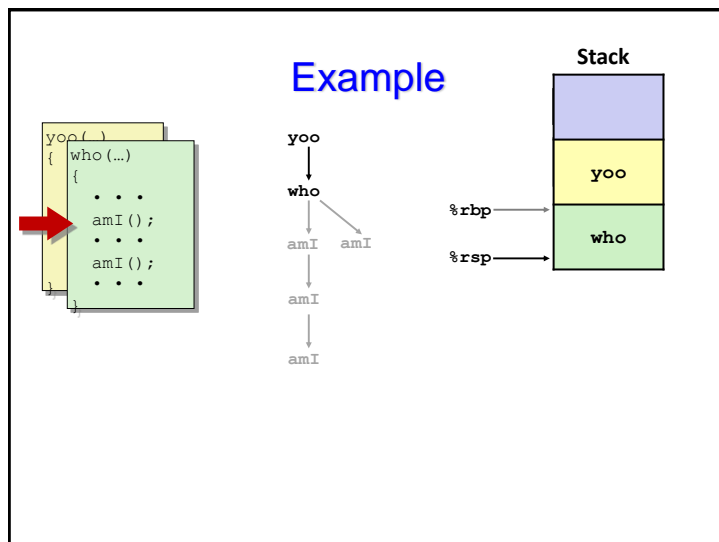 Example
Stack
yoo(…)
{
who(…)
{
• • •
amI();
• • •
amI();
• • •
}
}
yoo
who
amI amI
amI
amI
yoo
%rbp
who
%rsp